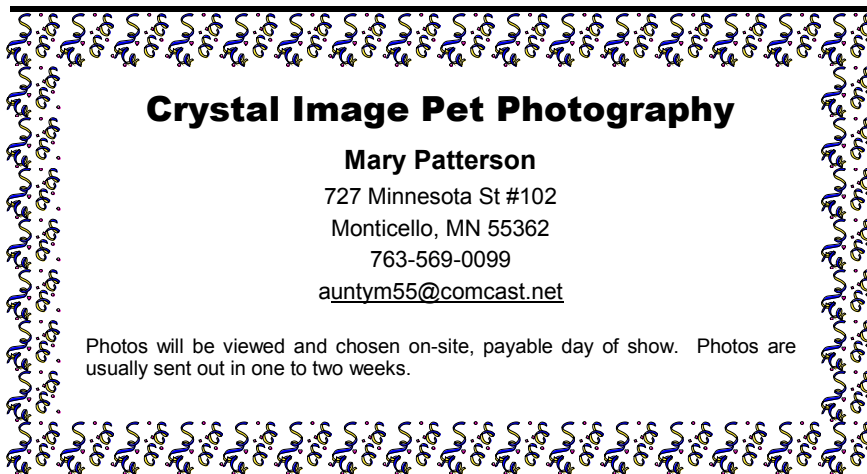 Crystal Image Pet Photography
Mary Patterson
727 Minnesota St #102
Monticello, MN 55362
763-569-0099
auntym55@comcast.net
Photos will be viewed and chosen on-site, payable day of show. Photos are
usually sent out in one to two weeks.